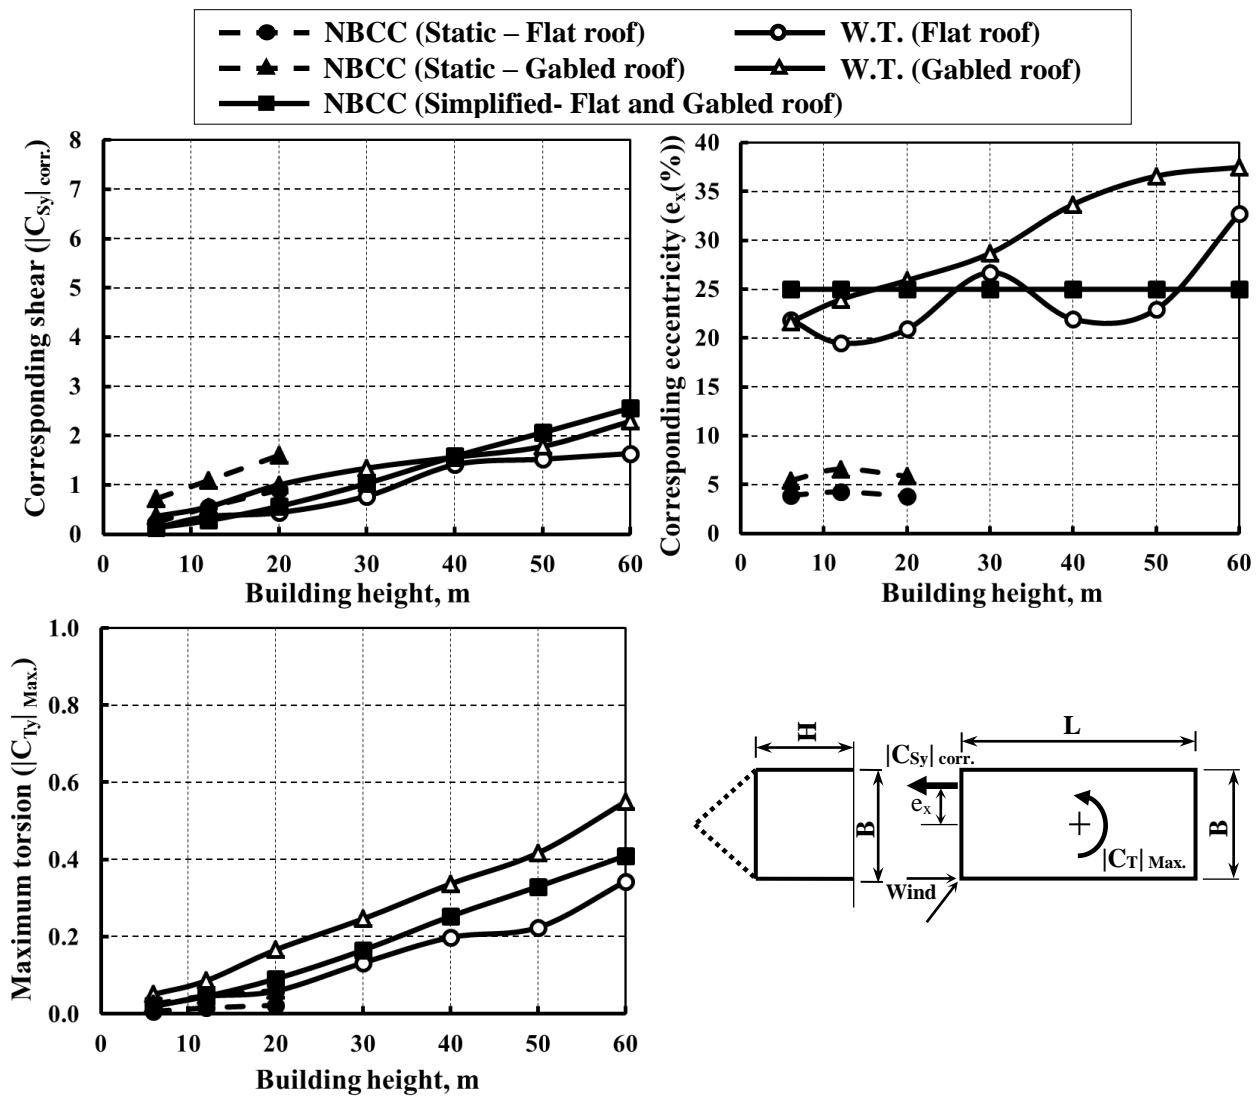 NBCC (Static – Flat roof)
W.T. (Flat roof)
NBCC (Static – Gabled roof)
W.T. (Gabled roof)
NBCC (Simplified- Flat and Gabled roof)
Corresponding shear (|CSy| corr.)
8
7
6
5
4
3
2
1
0
0 10 20 30 40 50 60
Building height, m
Corresponding eccentricity (ex(%))
40
35
30
25
20
15
10
5
0
0 10 20 30 40 50 60
Building height, m
Maximum torsion (|CTy| Max.)
1.0
0.8
0.6
0.4
0.2
0.0
0 10 20 30 40 50 60
Building height, m
H
L
|CSy| corr.
ex
B
B
|CT| Max.
Wind